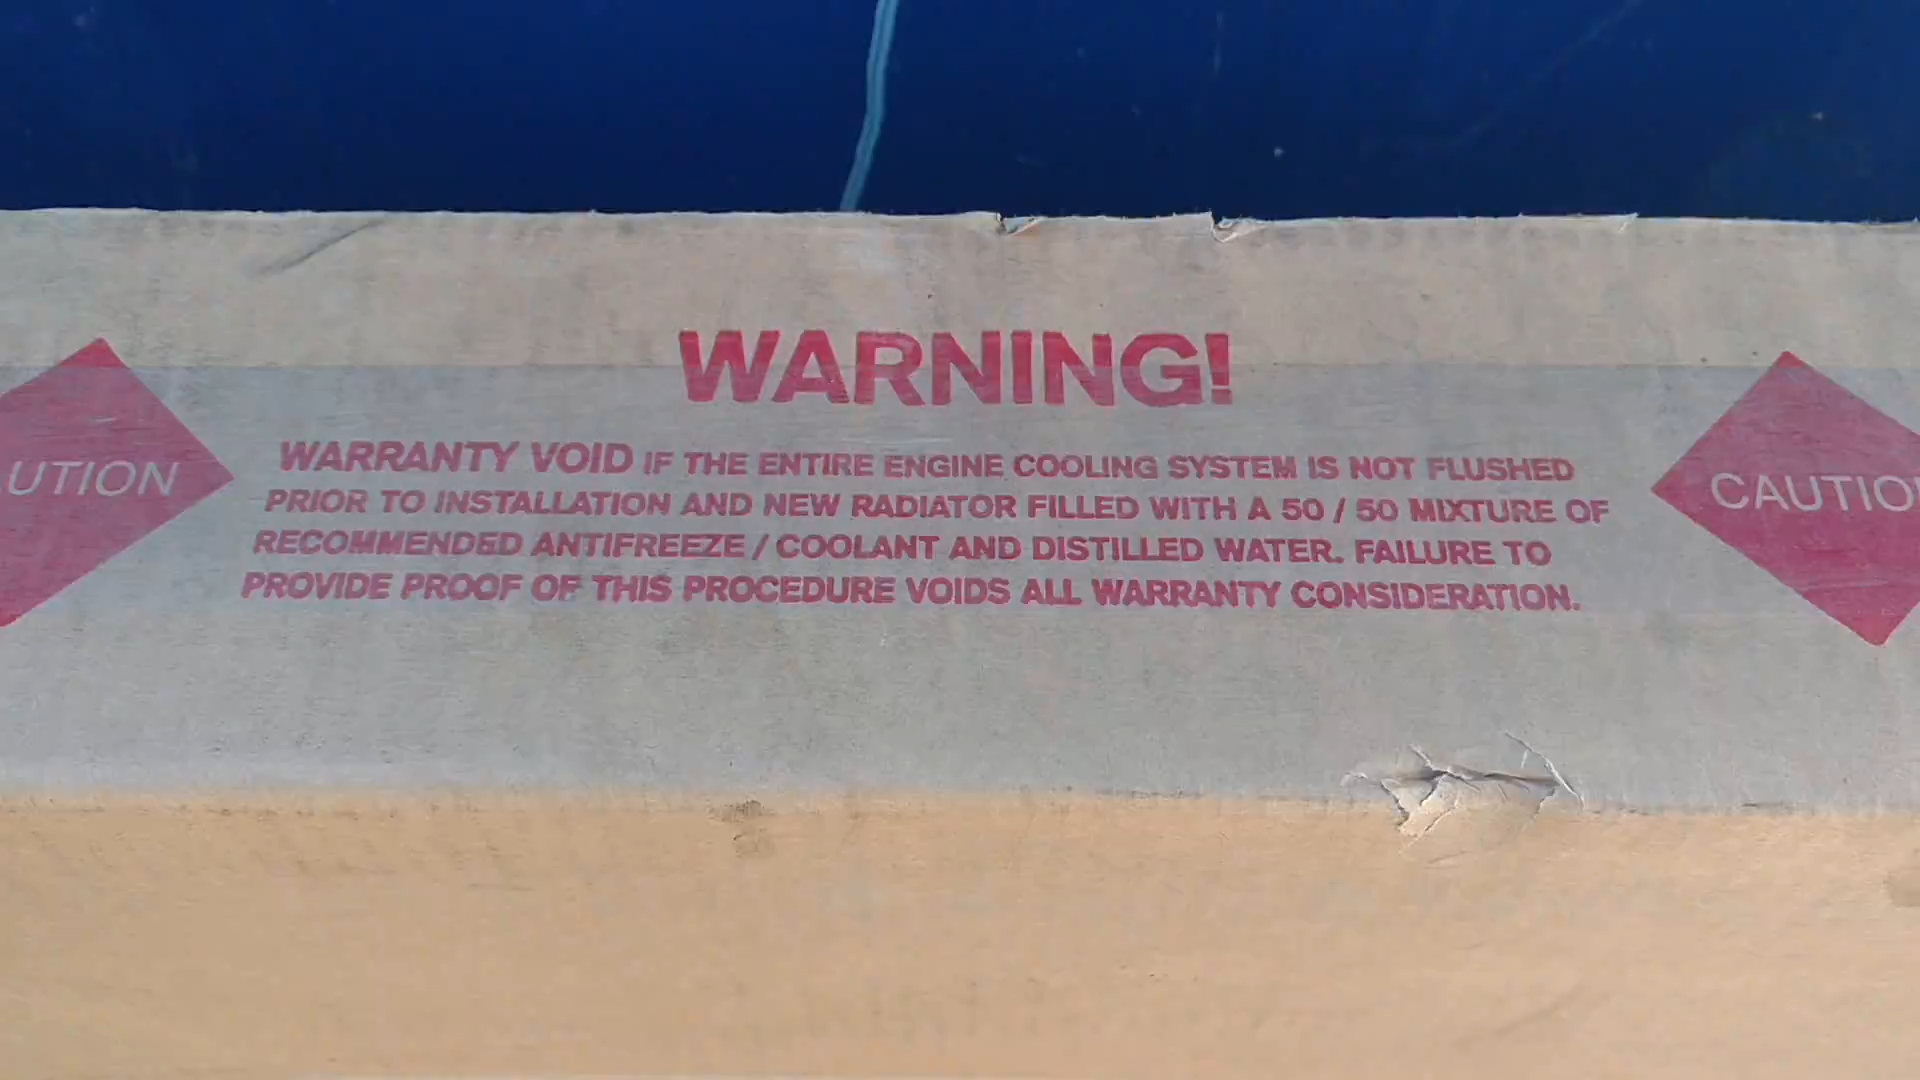 WARNING!
UTION
CAUTIO
WARRANTY VOID IF THE ENTIRE ENGINE COOLING SYSTEM IS NOT FLUSHED
PRIOR TO INSTALLATION AND NEW RADIATOR FILLED WITH A 50 / 50 MIXTURE OF
RECOMMENDED ANTIFREEZE / COOLANT AND DISTILLED WATER. FAILURE TO
PROVIDE PROOF OF THIS PROCEDURE VOIDS ALL WARRANTY CONSIDERATION.